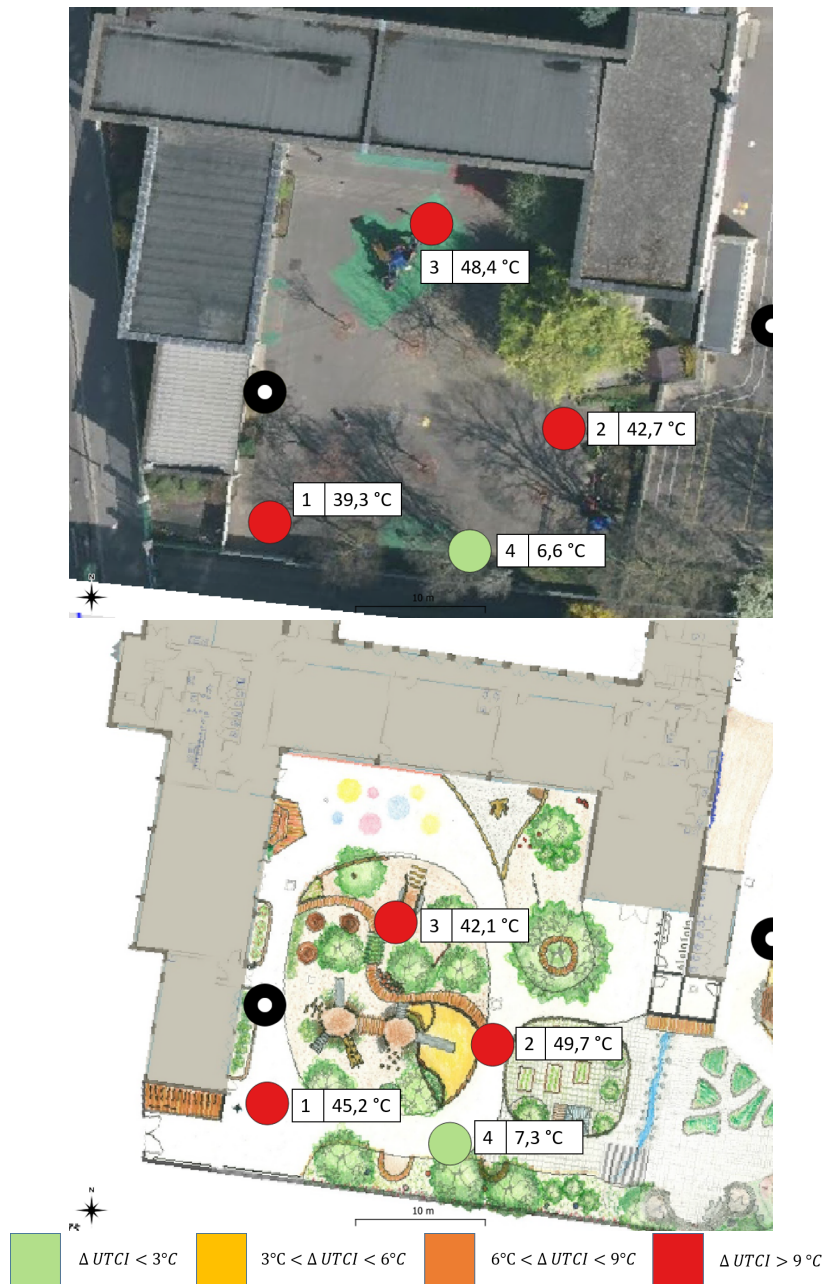 3 48,4 °C
2 42,7 °C
1 39,3 °C
4 6,6 °C
10 m
3 42,1 °C
2 49,7 °C
1 45,2 °C
4 7,3 °C
N
10 m
Δ UTCI < 3°C
3°C < Δ UTCI < 6°C
6°C < Δ UTCI < 9°C
Δ UTCI > 9 °C